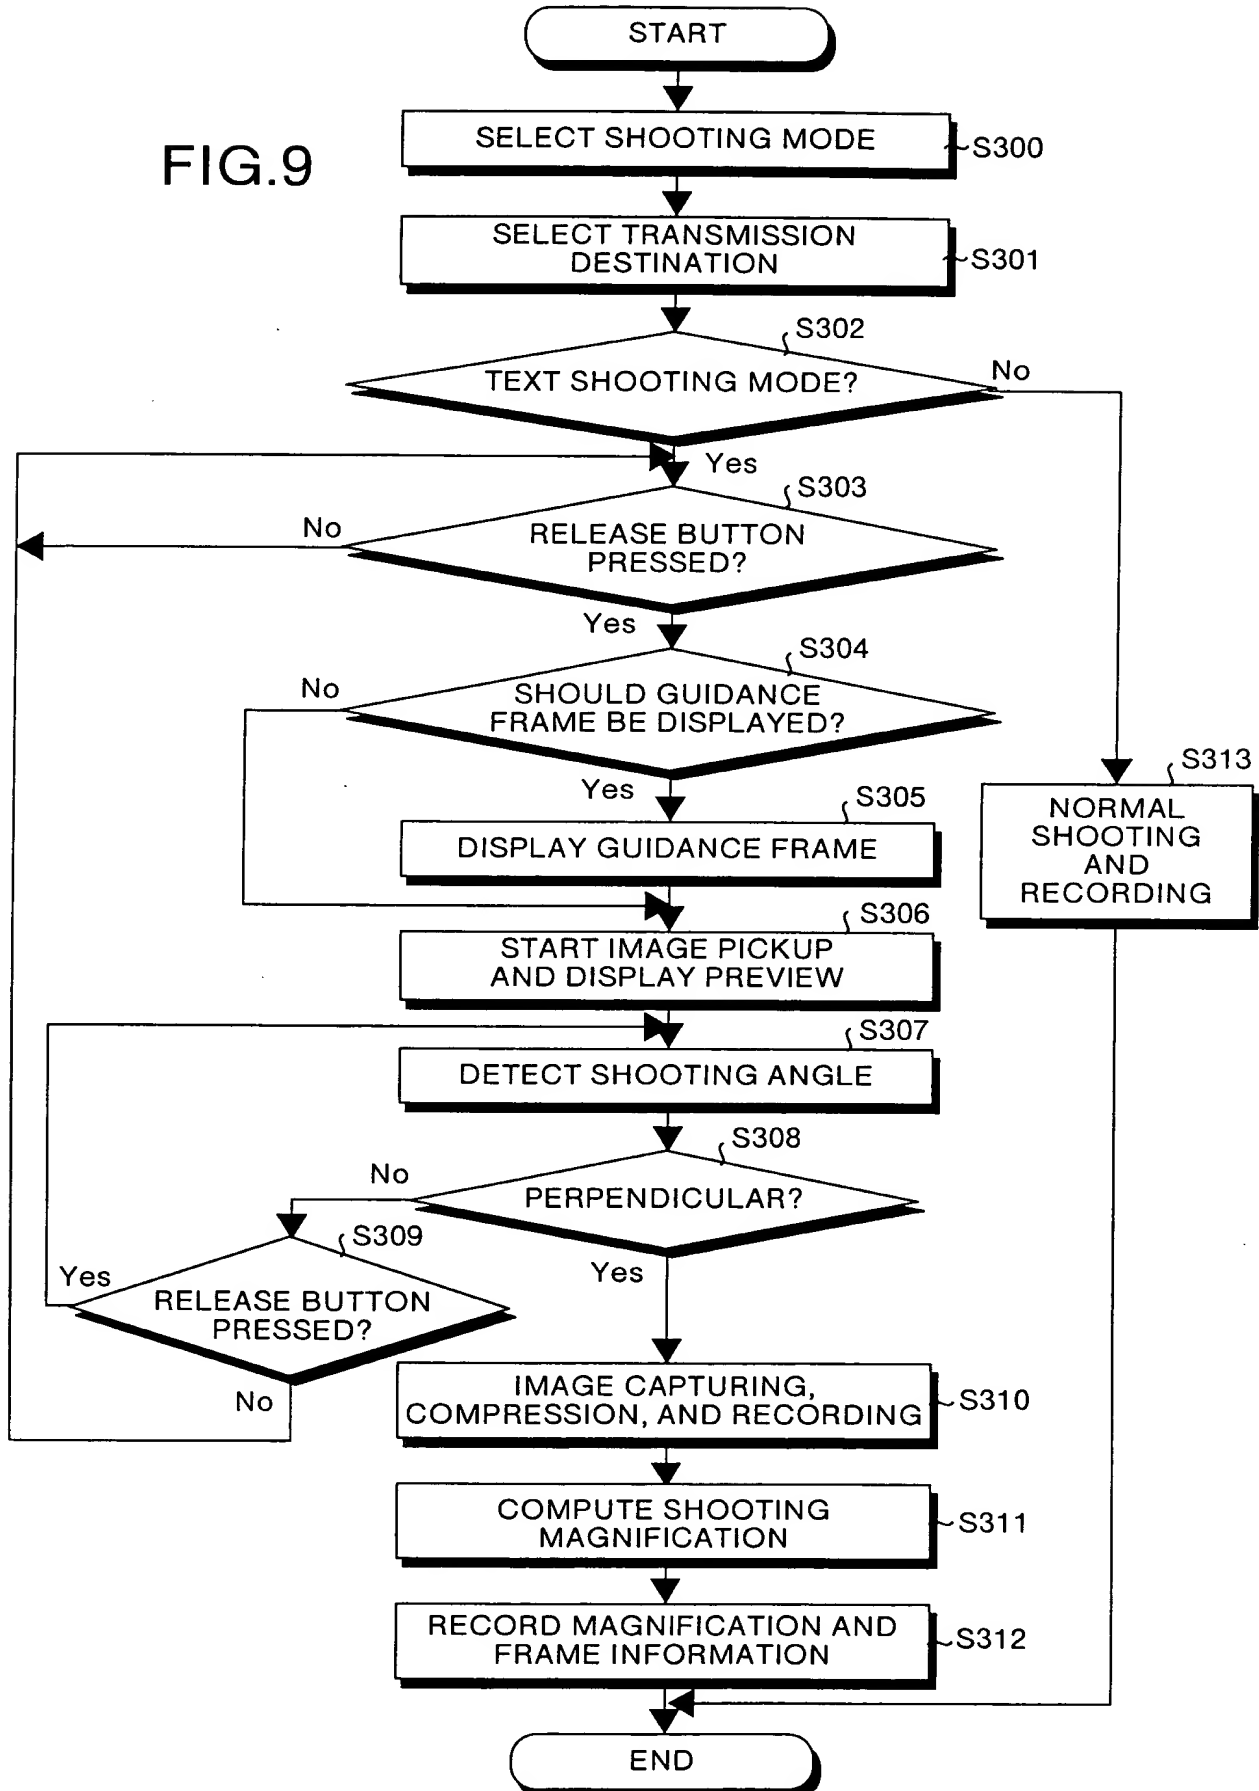 START
FIG.9
SELECT SHOOTING MODE
S300
SELECT TRANSMISSION
DESTINATION
S301
S302
TEXT SHOOTING MODE?
No
Yes
S303
No
RELEASE BUTTON
PRESSED?
Yes
S304
No
SHOULD GUIDANCE
FRAME BE DISPLAYED?
Yes
S313
NORMAL
SHOOTING
AND
RECORDING
S305
DISPLAY GUIDANCE FRAME
S306
START IMAGE PICKUP
AND DISPLAY PREVIEW
S307
DETECT SHOOTING ANGLE
S308
No
PERPENDICULAR?
Yes
S309
Yes
RELEASE BUTTON
PRESSED?
No
IMAGE CAPTURING,
COMPRESSION, AND RECORDING
S310
COMPUTE SHOOTING
MAGNIFICATION
S311
RECORD MAGNIFICATION AND
FRAME INFORMATION
S312
END